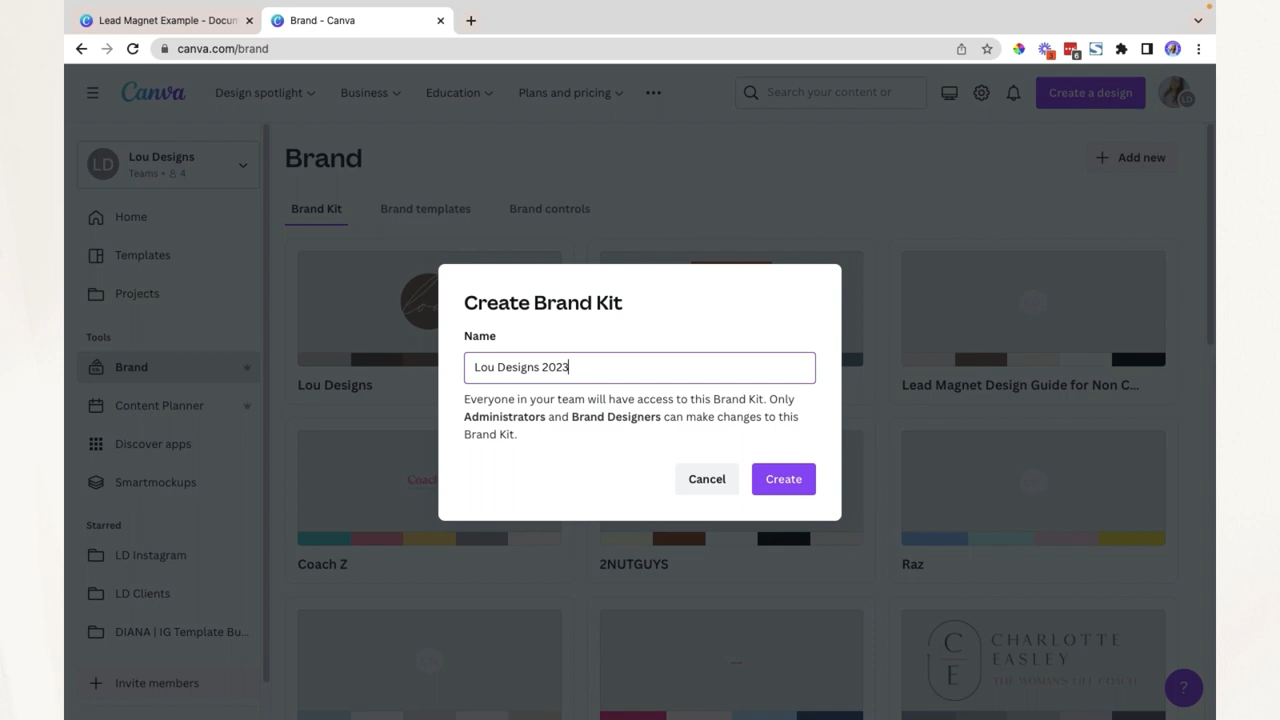 Lead Magnet Example - Docun
Brand - Canva
canva.com/brand
3
6
Canva
Design spotlight
Business
Education
Plans and pricing
Search your content or
Create a design
LD
LD
Lou Designs
Teams • 4
Brand
Add new
Brand Kit
Brand templates
Brand controls
Home
Templates
Projects
Tools
Brand
Content Planner
Discover apps
Smartmockups
Starred
LD Instagram
LD Clients
DIANA | IG Template Bu...
Invite members
Create Brand Kit
Name
Lou Designs 2023
Everyone in your team will have access to this Brand Kit. Only
Administrators and Brand Designers can make changes to this
Brand Kit.
Cancel
Create
Lou Designs
Lead Magnet Design Guide for Non C...
Coach
Coach Z
2NUTGUYS
Raz
C
E
CHARLOTTE
EASLEY
THE WOMAN'S LIFE COACH
?